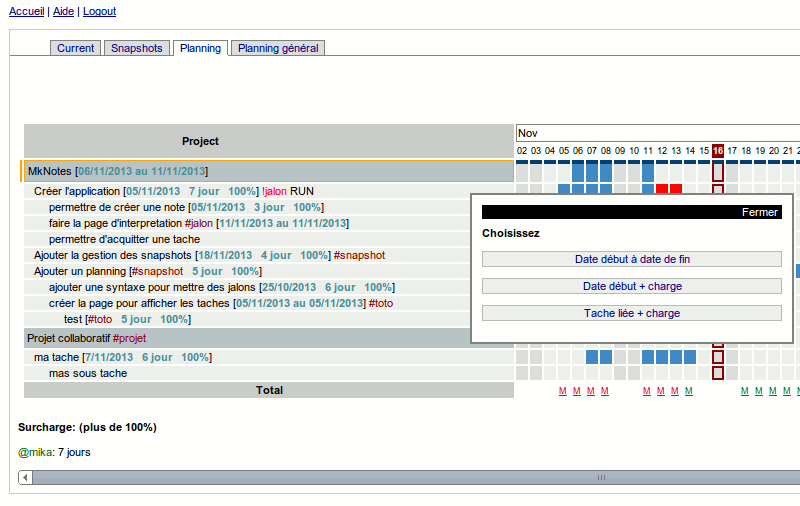 Accueil | Aide | Logout
Current Snapshots Planning Planning général
Project Nov
02 03 04 05 06 07 08 09 10 11 12 13 14 15 16 17 18 19 20 21
MkNotes [06/11/2013 au 11/11/2013]
Créer l'application [05/11/2013 7 jour 100%] !jalon RUN
permettre de créer une note [05/11/2013 3 jour 100%]
faire la page d'interpretation #jalon [11/11/2013 au 11/11/2013]
permettre d'acquitter une tache
Ajouter la gestion des snapshots [18/11/2013 4 jour 100%] #snapshot
Ajouter un planning [#snapshot 5 jour 100%]
ajouter une syntaxe pour mettre des jalons [25/10/2013 6 jour 100%]
créer la page pour afficher les taches [05/11/2013 au 05/11/2013] #toto
test [#toto 5 jour 100%]
Projet collaboratif #projet
ma tache [7/11/2013 6 jour 100%]
mas sous tache
Total M M M M M M M M M M M M
Fermer
Choisissez
Date début à date de fin
Date début + charge
Tache liée + charge
Surcharge: (plus de 100%)
@mika: 7 jours